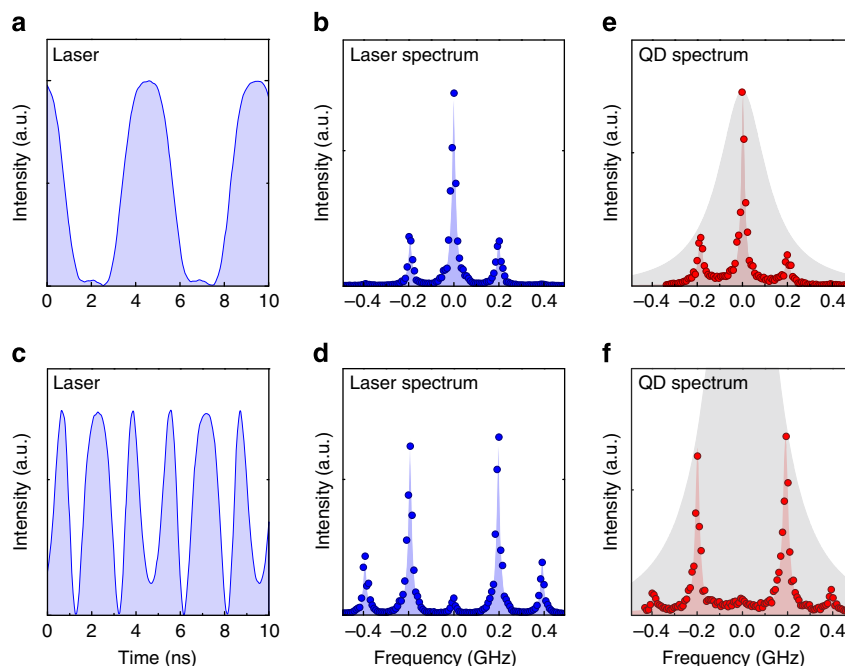 a
b
e
Laser
Laser spectrum
QD spectrum
Intensity (a.u.)
Intensity (a.u.)
Intensity (a.u.)
0 2 4 6 8 10
−0.4 −0.2 0.0 0.2 0.4
−0.4 −0.2 0.0 0.2 0.4
c
d
f
Laser
Laser spectrum
QD spectrum
Intensity (a.u.)
Intensity (a.u.)
Intensity (a.u.)
0 2 4 6 8 10
−0.4 −0.2 0.0 0.2 0.4
−0.4 −0.2 0.0 0.2 0.4
Time (ns)
Frequency (GHz)
Frequency (GHz)